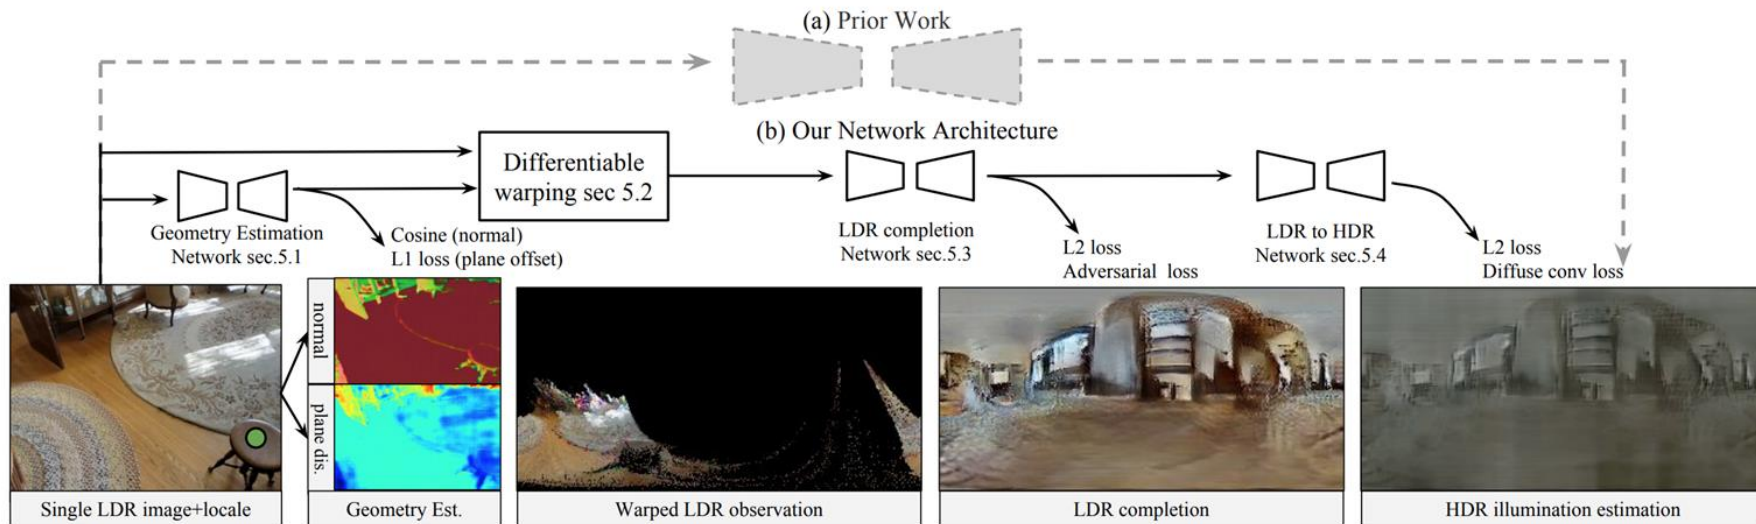 (a) Prior Work
(b) Our Network Architecture
Differentiable
warping sec 5.2
Geometry Estimation
Network sec.5.1
Cosine (normal)
L1 loss (plane offset)
LDR completion
Network sec.5.3
L2 loss
Adversarial loss
LDR to HDR
Network sec.5.4
L2 loss
Diffuse conv loss
normal
plane dis.
Single LDR image+locale
Geometry Est.
Warped LDR observation
LDR completion
HDR illumination estimation